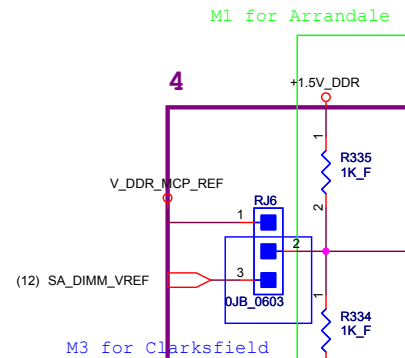 M1 for Arrandale
4
+1.5V_DDR
1
R335
1K_F
2
V_DDR_MCP_REF
RJ6
1
2
(12) SA_DIMM_VREF
3
0JB_0603
1
R334
1K_F
M3 for Clarksfield